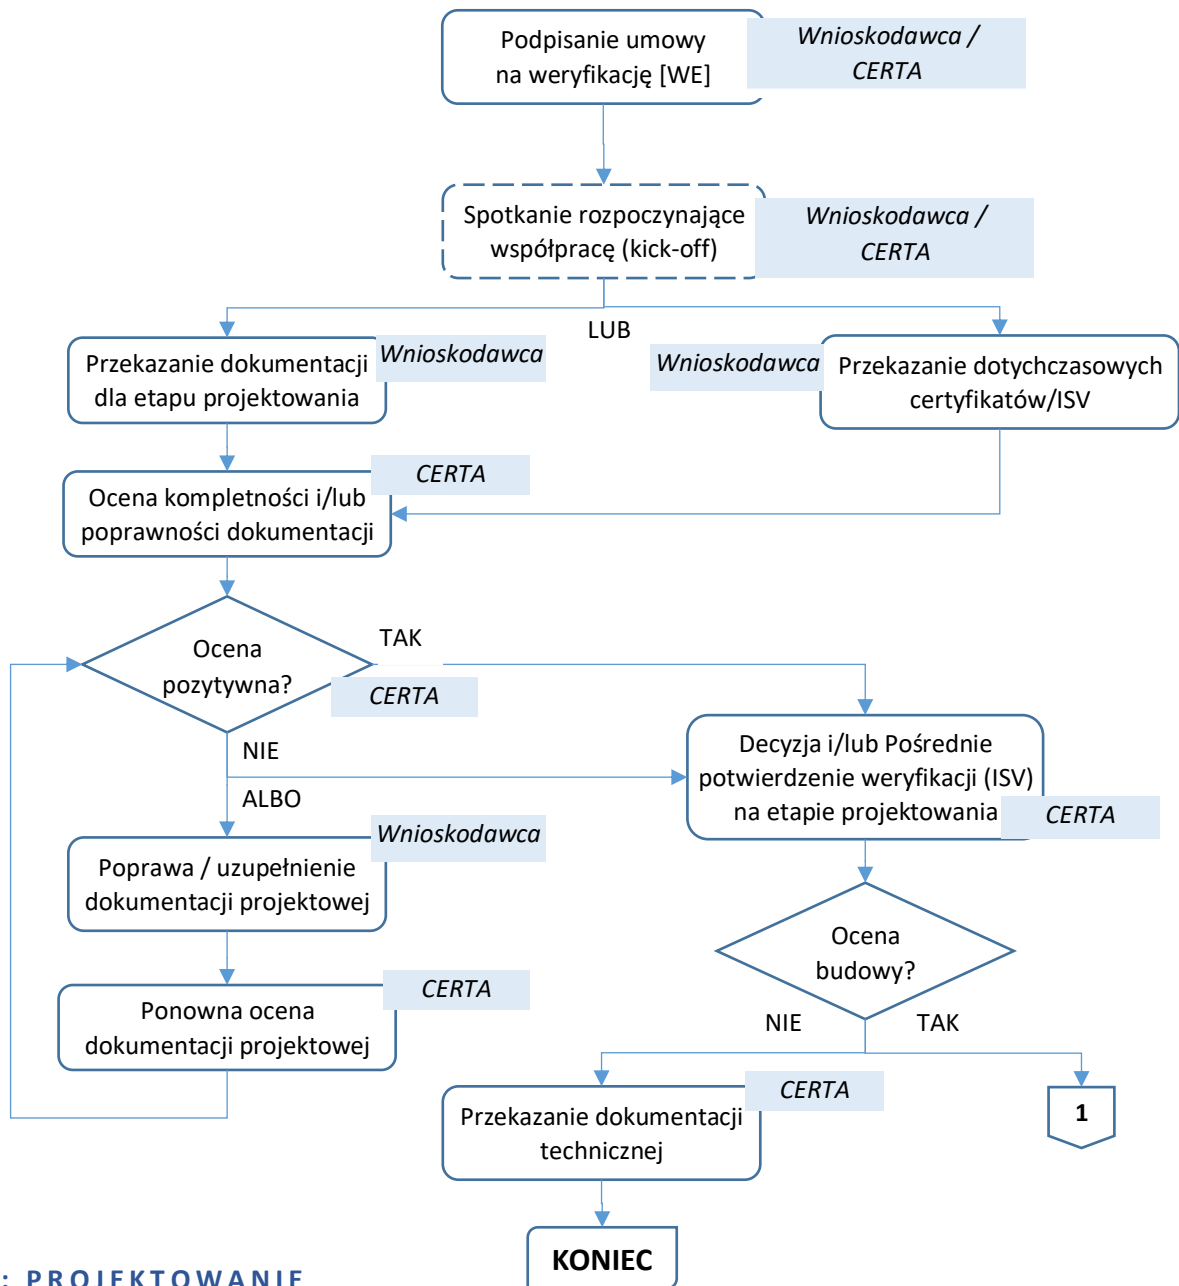 Podpisanie umowy
na weryfikację [WE]
Wnioskodawca /
CERTA
Spotkanie rozpoczynające
współpracę (kick-off)
Wnioskodawca /
CERTA
LUB
Przekazanie dokumentacji
dla etapu projektowania
Wnioskodawca
Wnioskodawca
Przekazanie dotychczasowych
certyfikatów/ISV
CERTA
Ocena kompletności i/lub
poprawności dokumentacji
Ocena
pozytywna?
TAK
CERTA
NIE
ALBO
Decyzja i/lub Pośrednie
potwierdzenie weryfikacji (ISV)
na etapie projektowania
CERTA
Wnioskodawca
Poprawa / uzupełnienie
dokumentacji projektowej
Ocena
budowy?
CERTA
Ponowna ocena
dokumentacji projektowej
NIE
TAK
CERTA
Przekazanie dokumentacji
technicznej
1
KONIEC
: PROJEKTOWANIE